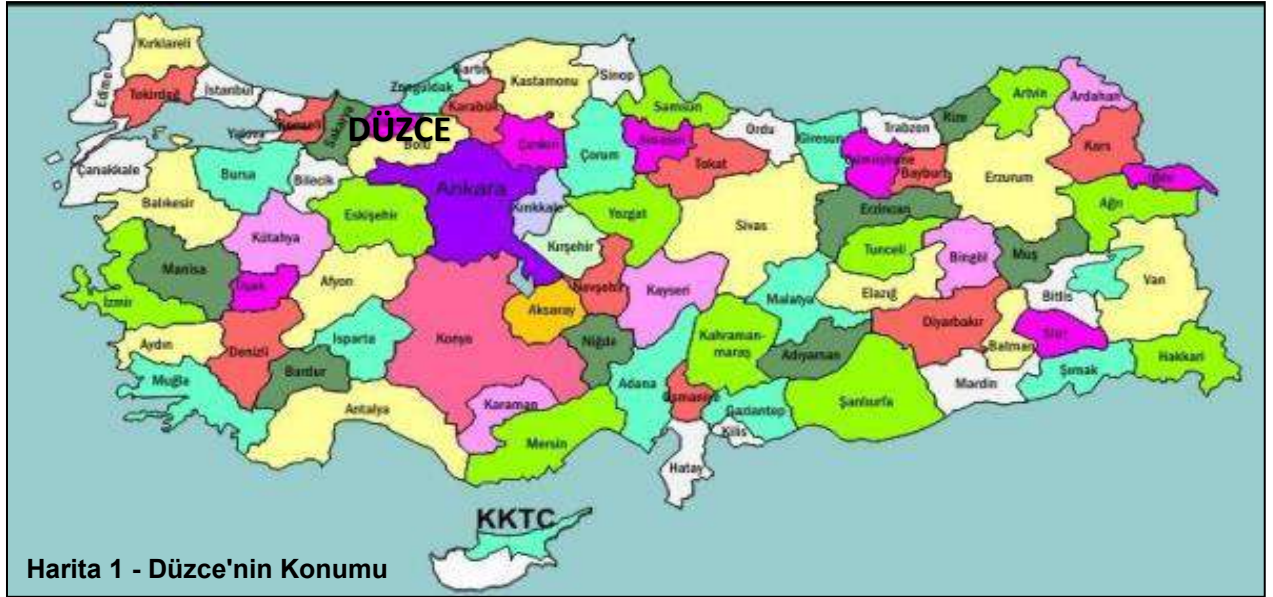 Kırklareli
Edirne
Tekirdağ
İstanbul
Yalova
Kocaeli
Sakarya
DÜZCE
Bolu
Zonguldak
Bartın
Karabük
Kastamonu
Sinop
Çankırı
Çorum
Samsun
Tokat
Ordu
Giresun
Trabzon
Gümüşhane
Bayburt
Rize
Artvin
Ardahan
Kars
Iğdır
Ağrı
Erzurum
Çanakkale
Balıkesir
Bursa
Bilecik
Eskişehir
Ankara
Kırıkkale
Kırşehir
Yozgat
Sivas
Erzincan
Tunceli
Bingöl
Muş
Bitlis
Van
Kütahya
Manisa
Uşak
Afyon
İzmir
Aydın
Denizli
Isparta
Burdur
Muğla
Antalya
Konya
Aksaray
Nevşehir
Niğde
Kayseri
Karaman
Mersin
Adana
Osmaniye
Kahraman-
maraş
Malatya
Elazığ
Adıyaman
Diyarbakır
Batman
Siirt
Hakkari
Şırnak
Mardin
Şanlıurfa
Gaziantep
Kilis
Hatay
KKTC
Harita 1 - Düzce'nin Konumu